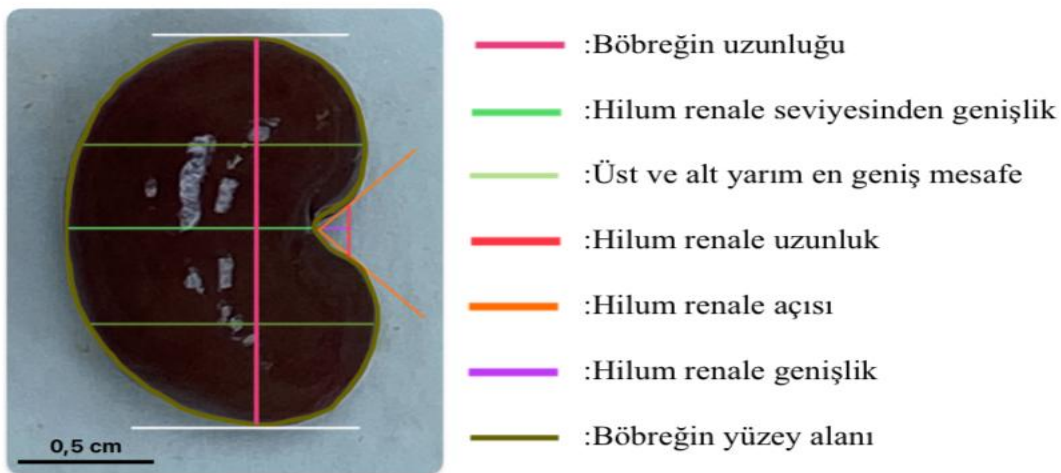 :Böbreğin uzunluğu
:Hilum renale seviyesinden genişlik
:Üst ve alt yarım en geniş mesafe
:Hilum renale uzunluk
:Hilum renale açısı
:Hilum renale genişlik
:Böbreğin yüzey alanı
0,5 cm